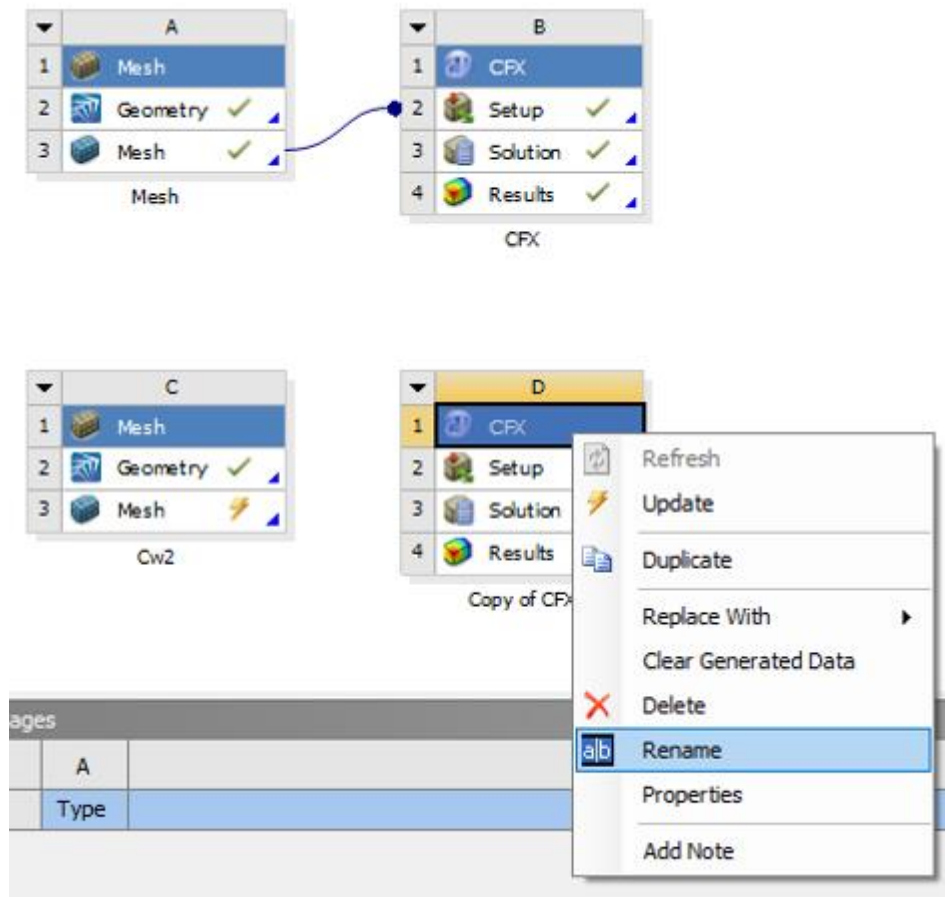 A
B
1 Mesh
1 CFX
2 Geometry
2 Setup
3 Mesh
3 Solution
4 Results
Mesh
CFX
C
D
1 Mesh
1 CFX
2 Geometry
2 Setup
3 Mesh
3 Solution
4 Results
Cw2
Copy of CFX
Refresh
Update
Duplicate
Replace With
Clear Generated Data
Delete
a|b Rename
Properties
Add Note
ages
A
Type